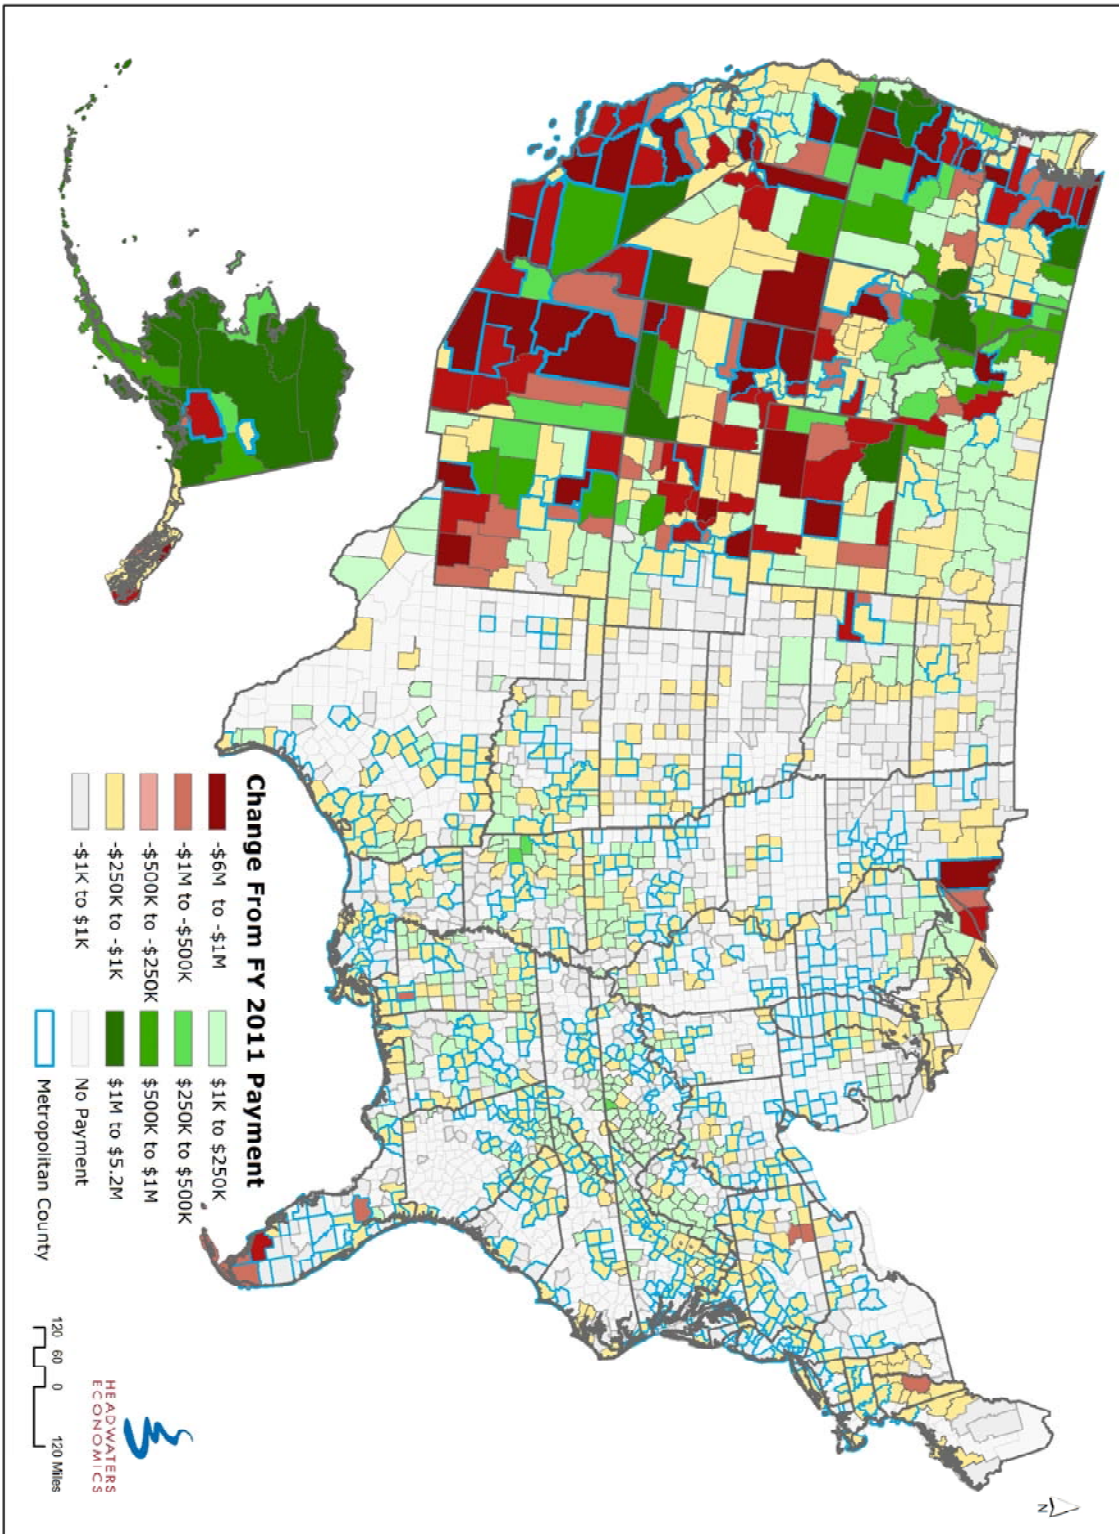 Change From FY 2011 Payment
-$6M to -$1M
-$1M to -$500K
-$500K to -$250K
-$250K to -$1K
-$1K to $1K
$1K to $250K
$250K to $500K
$500K to $1M
$1M to $5.2M
No Payment
Metropolitan County
120 60 0 120 Miles
HEADWATERS
ECONOMICS
N